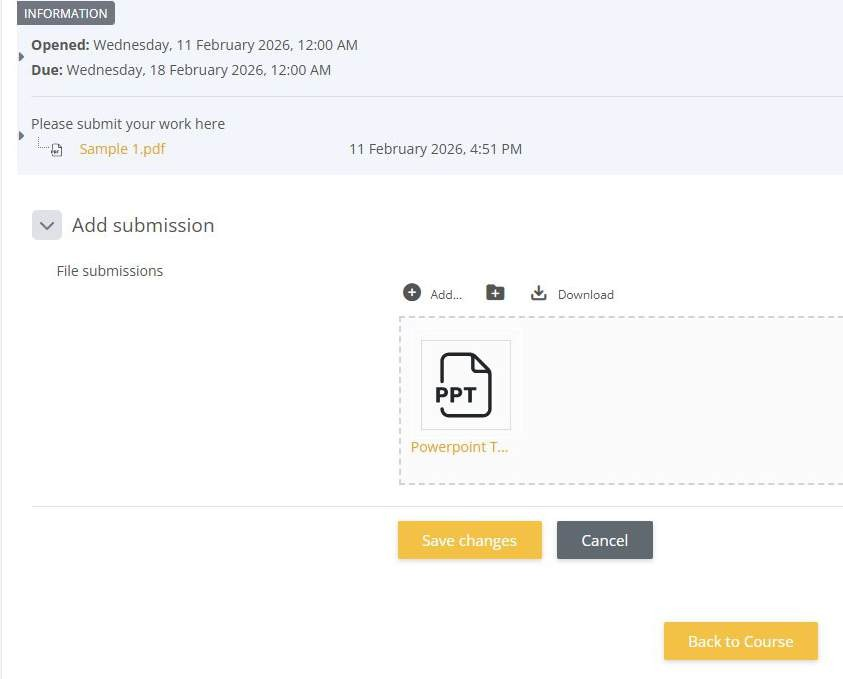 INFORMATION
Opened: Wednesday, 11 February 2026, 12:00 AM
Due: Wednesday, 18 February 2026, 12:00 AM
Please submit your work here
Sample 1.pdf 11 February 2026, 4:51 PM
Add submission
File submissions
Add... Download
PPT
Powerpoint T...
Save changes Cancel
Back to Course